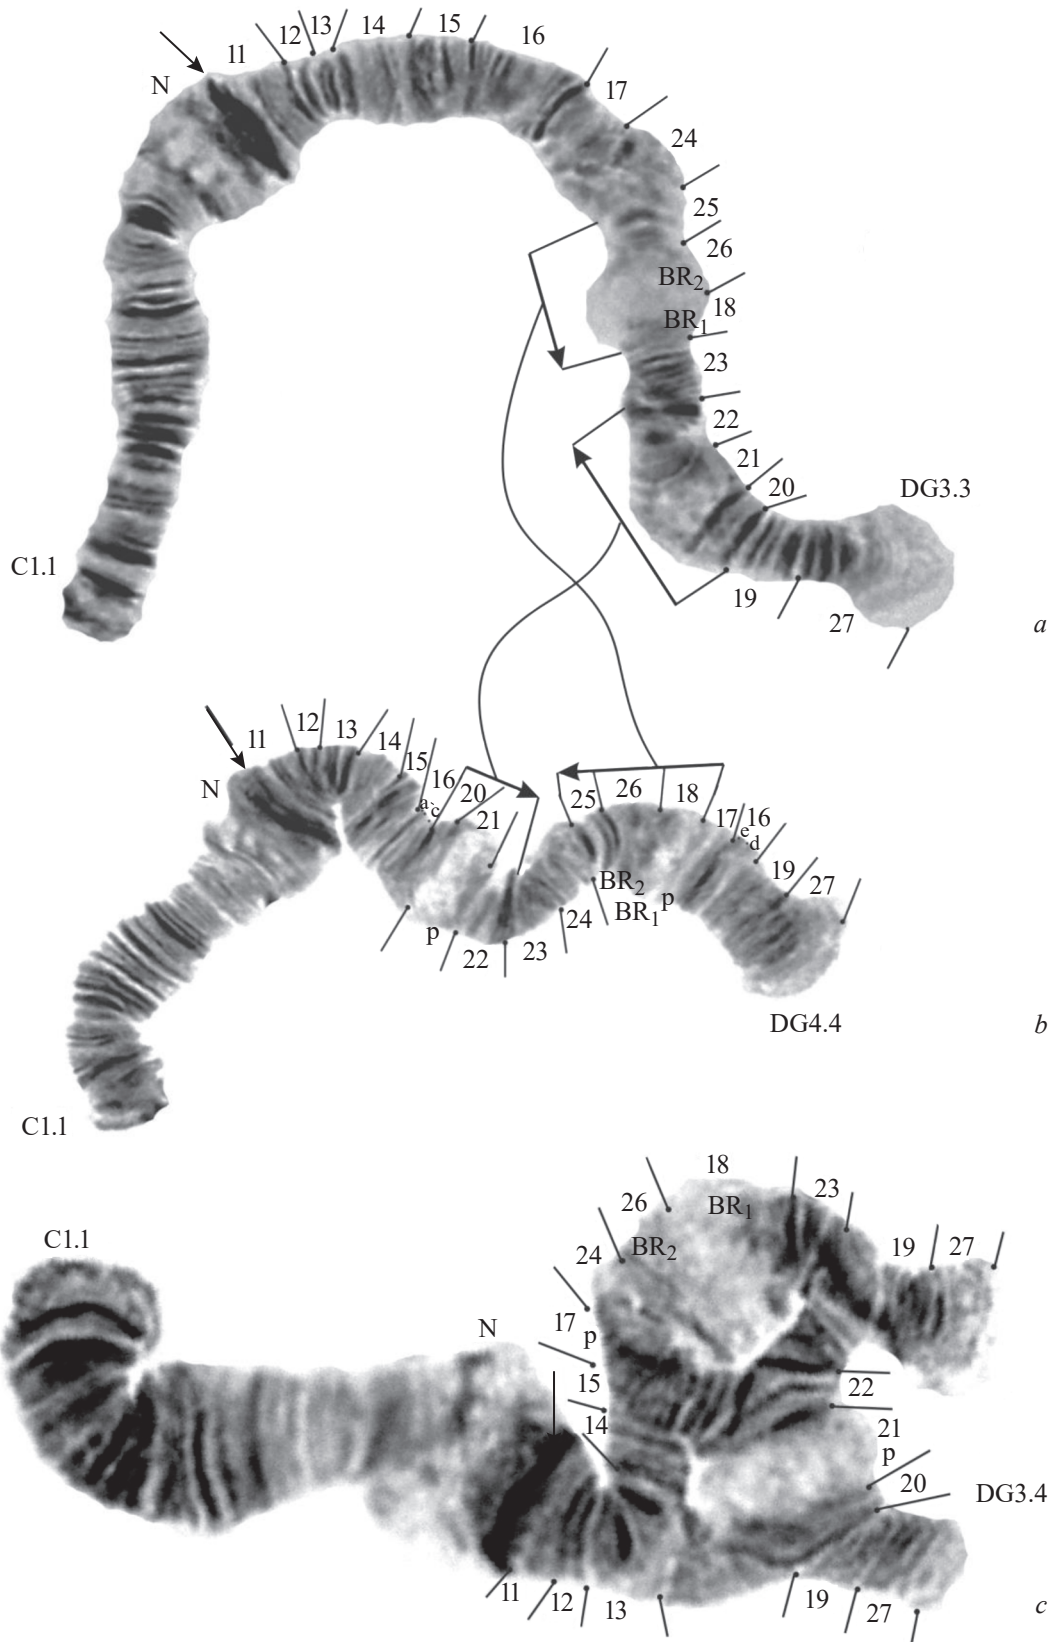 11 12 13 14 15 16
N 17
24
25
26
BR2
18
BR1
23
22
21
20
DG3.3
C1.1
19
27
a
11 12 13 14 15 16 20 21
N
a c
25 26 18 17 16
e d
19 27
BR2
BR1 p
24
p
22 23
DG4.4
b
C1.1
18
26 BR1 23
C1.1
24 BR2 19 27
N 17 p
15
22
14
21
p
20
DG3.4
11 12 13 19 27
c